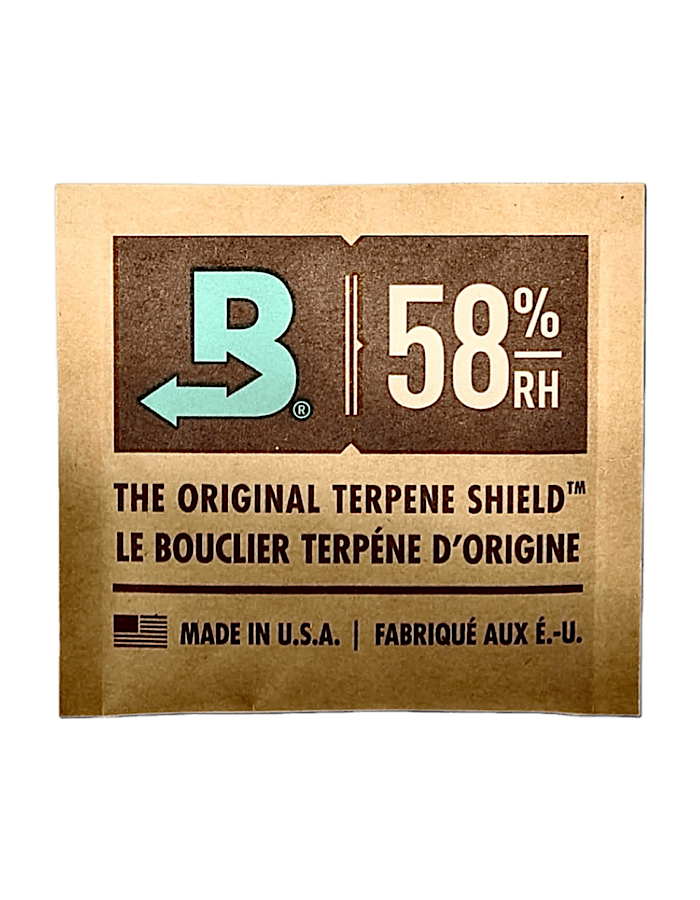 B®
58%
RH
THE ORIGINAL TERPENE SHIELD™
LE BOUCLIER TERPÉNE D'ORIGINE
MADE IN U.S.A. | FABRIQUÉ AUX É.-U.